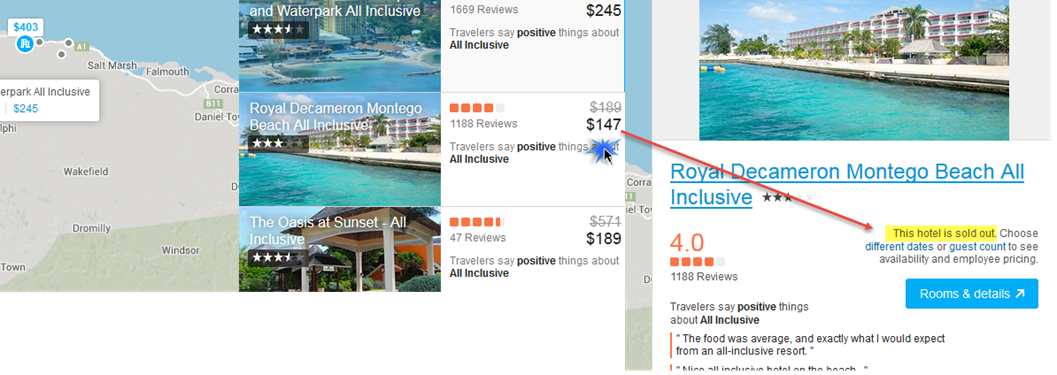 $403
A1
Salt Marsh
Falmouth
erpark All Inclusive
$245
Corra
B11
Daniel Tow
elphi
Wakefield
Dromilly
Windsor
Town
and Waterpark All Inclusive
1669 Reviews
$245
Travelers say positive things about
All Inclusive
Royal Decameron Montego
Beach All Inclusive
$189
1188 Reviews
$147
Travelers say positive things about
All Inclusive
The Oasis at Sunset - All
Inclusive
$571
47 Reviews
$189
Travelers say positive things about
All Inclusive
Royal Decameron Montego Beach All
Inclusive
This hotel is sold out. Choose
different dates or guest count to see
availability and employee pricing.
4.0
1188 Reviews
Rooms & details
Travelers say positive things
about All Inclusive
" The food was average, and exactly what I would expect
from an all-inclusive resort. "
" Nice all inclusive hotel on the beach. "